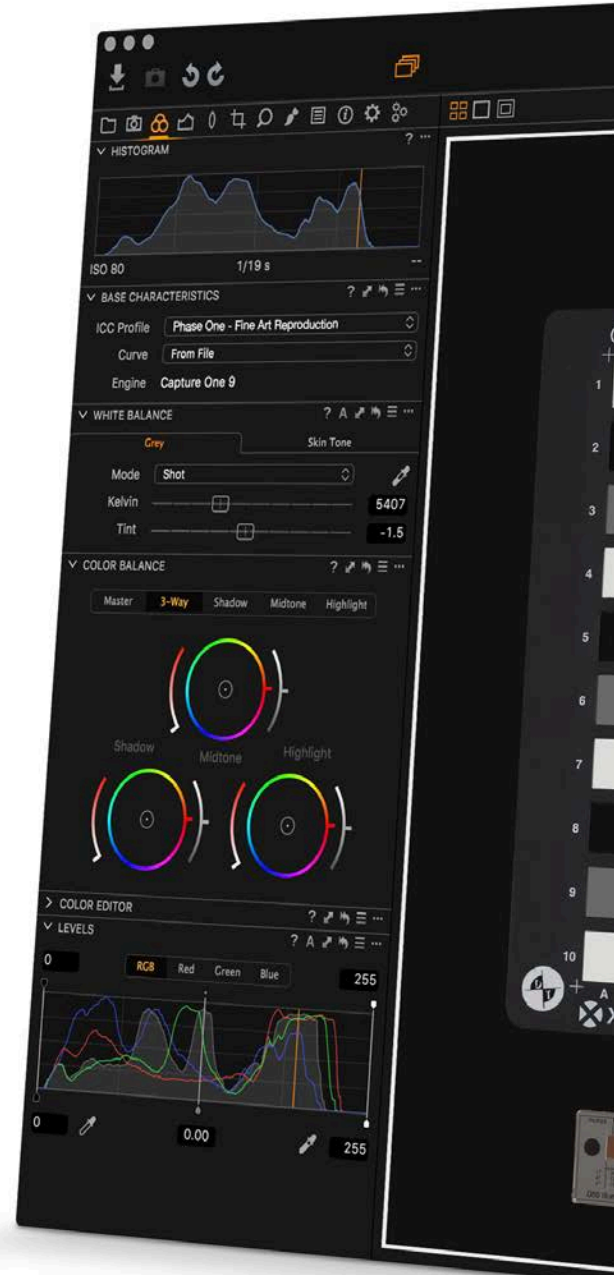 HISTOGRAM
ISO 80 1/19 s --
BASE CHARACTERISTICS
ICC Profile Phase One - Fine Art Reproduction
Curve From File
Engine Capture One 9
WHITE BALANCE
Grey Skin Tone
Mode Shot
Kelvin 5407
Tint -1.5
COLOR BALANCE
Master 3-Way Shadow Midtone Highlight
Shadow Midtone Highlight
COLOR EDITOR
LEVELS
0 RGB Red Green Blue 255
0 0.00 255
1
2
3
4
5
6
7
8
9
10
A